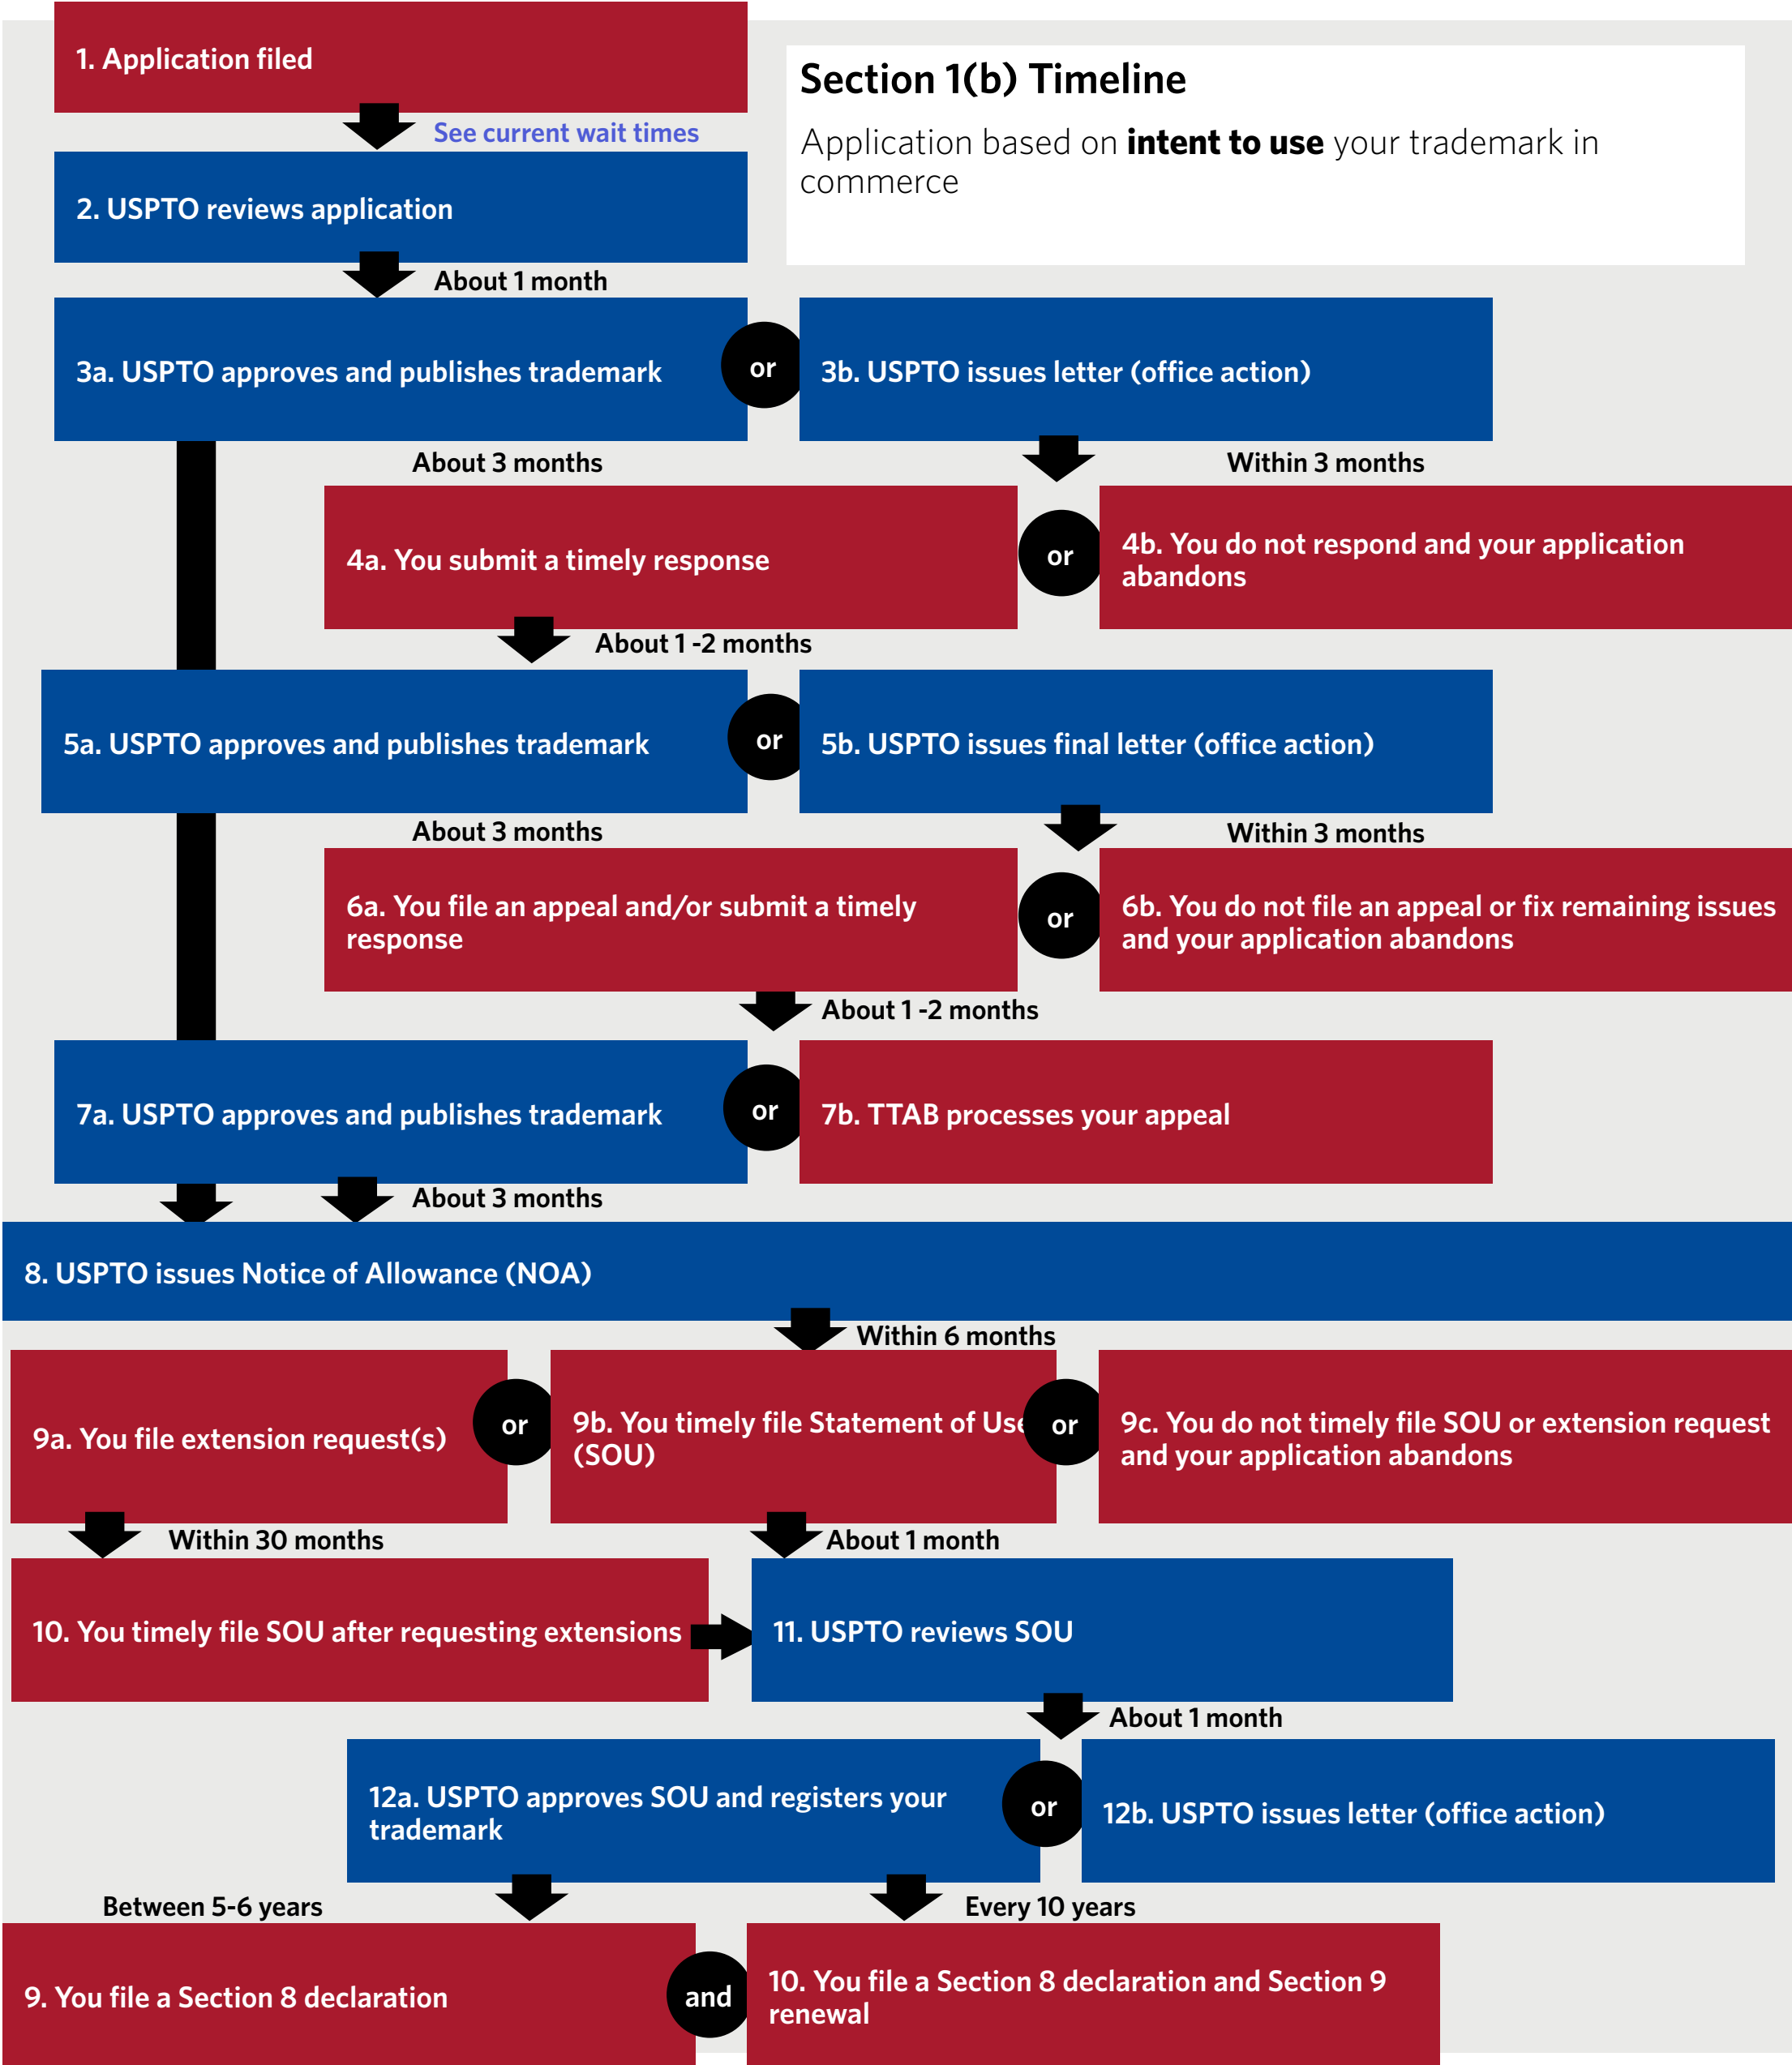 1. Application filed
Section 1(b) Timeline
Application based on intent to use your trademark in
commerce
See current wait times
2. USPTO reviews application
About 1 month
3a. USPTO approves and publishes trademark
or
3b. USPTO issues letter (office action)
About 3 months
Within 3 months
4a. You submit a timely response
or
4b. You do not respond and your application
abandons
About 1 -2 months
5a. USPTO approves and publishes trademark
or
5b. USPTO issues final letter (office action)
About 3 months
Within 3 months
6a. You file an appeal and/or submit a timely
response
or
6b. You do not file an appeal or fix remaining issues
and your application abandons
About 1 -2 months
7a. USPTO approves and publishes trademark
or
7b. TTAB processes your appeal
About 3 months
8. USPTO issues Notice of Allowance (NOA)
Within 6 months
9a. You file extension request(s)
or
9b. You timely file Statement of Use
(SOU)
or
9c. You do not timely file SOU or extension request
and your application abandons
Within 30 months
About 1 month
10. You timely file SOU after requesting extensions
11. USPTO reviews SOU
About 1 month
12a. USPTO approves SOU and registers your
trademark
or
12b. USPTO issues letter (office action)
Between 5-6 years
Every 10 years
9. You file a Section 8 declaration
and
10. You file a Section 8 declaration and Section 9
renewal